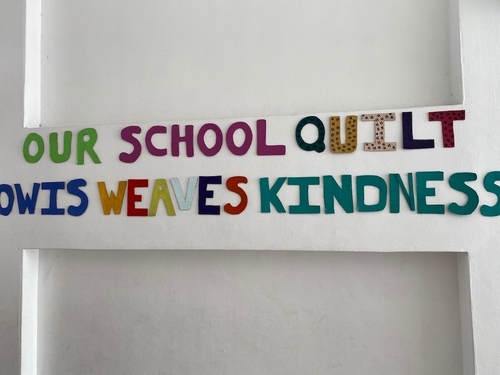 OUR SCHOOL QUILT
OWIS WEAVES KINDNESS